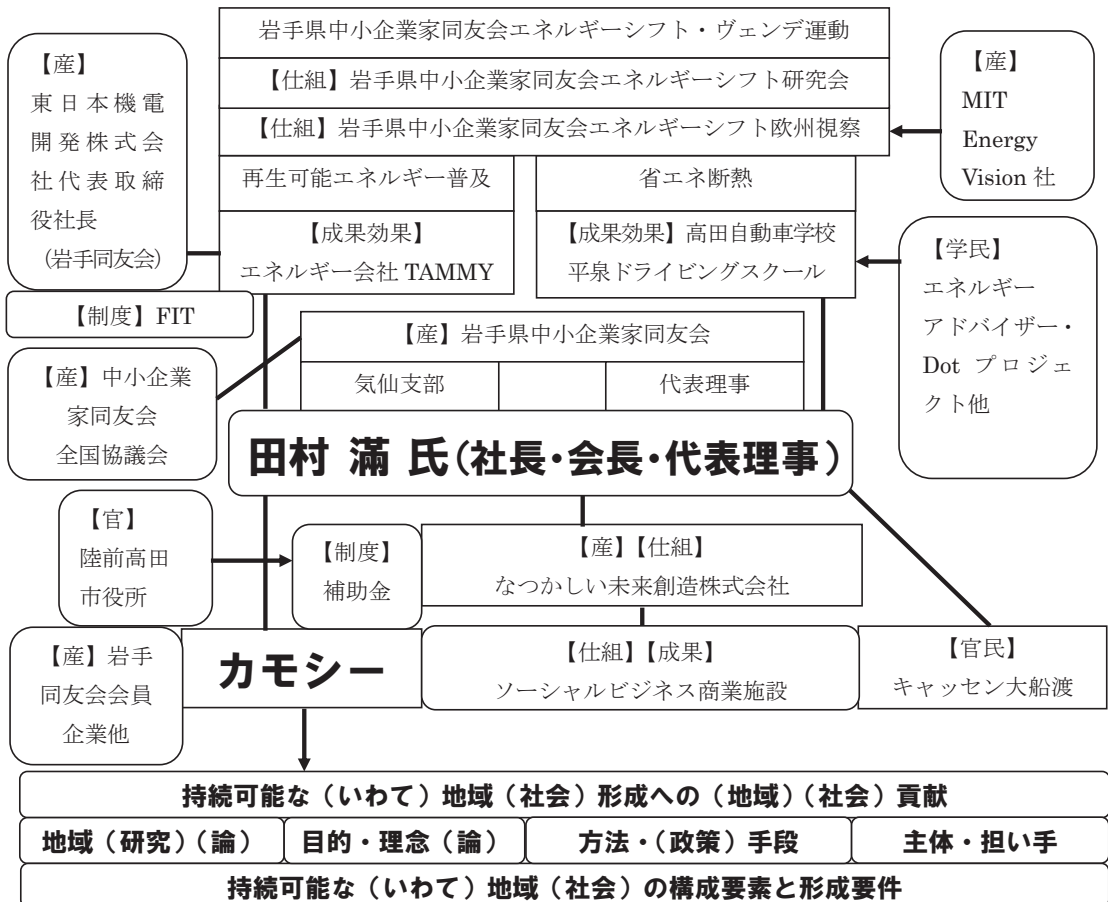 岩手県中小企業家同友会エネルギーシフト・ヴェンデ運動
【仕組】岩手県中小企業家同友会エネルギーシフト研究会
【仕組】岩手県中小企業家同友会エネルギーシフト欧州視察
【産】
東日本機電
開発株式会
社代表取締
役社長
(岩手同友会)
【産】
MIT
Energy
Vision 社
再生可能エネルギー普及
省エネ断熱
【成果効果】
エネルギー会社 TAMMY
【成果効果】高田自動車学校
平泉ドライビングスクール
【学民】
エネルギー
アドバイザー・
Dot プロジェ
クト他
【制度】FIT
【産】岩手県中小企業家同友会
気仙支部
代表理事
【産】中小企業
家同友会
全国協議会
田村 滿 氏(社長・会長・代表理事)
【官】
陸前高田
市役所
【制度】
補助金
【産】【仕組】
なつかしい未来創造株式会社
【産】岩手
同友会会員
企業他
カモシー
【仕組】【成果】
ソーシャルビジネス商業施設
【官民】
キャッセン大船渡
持続可能な(いわて)地域(社会)形成への(地域)(社会)貢献
地域(研究)(論)
目的・理念(論)
方法・(政策)手段
主体・担い手
持続可能な(いわて)地域(社会)の構成要素と形成要件